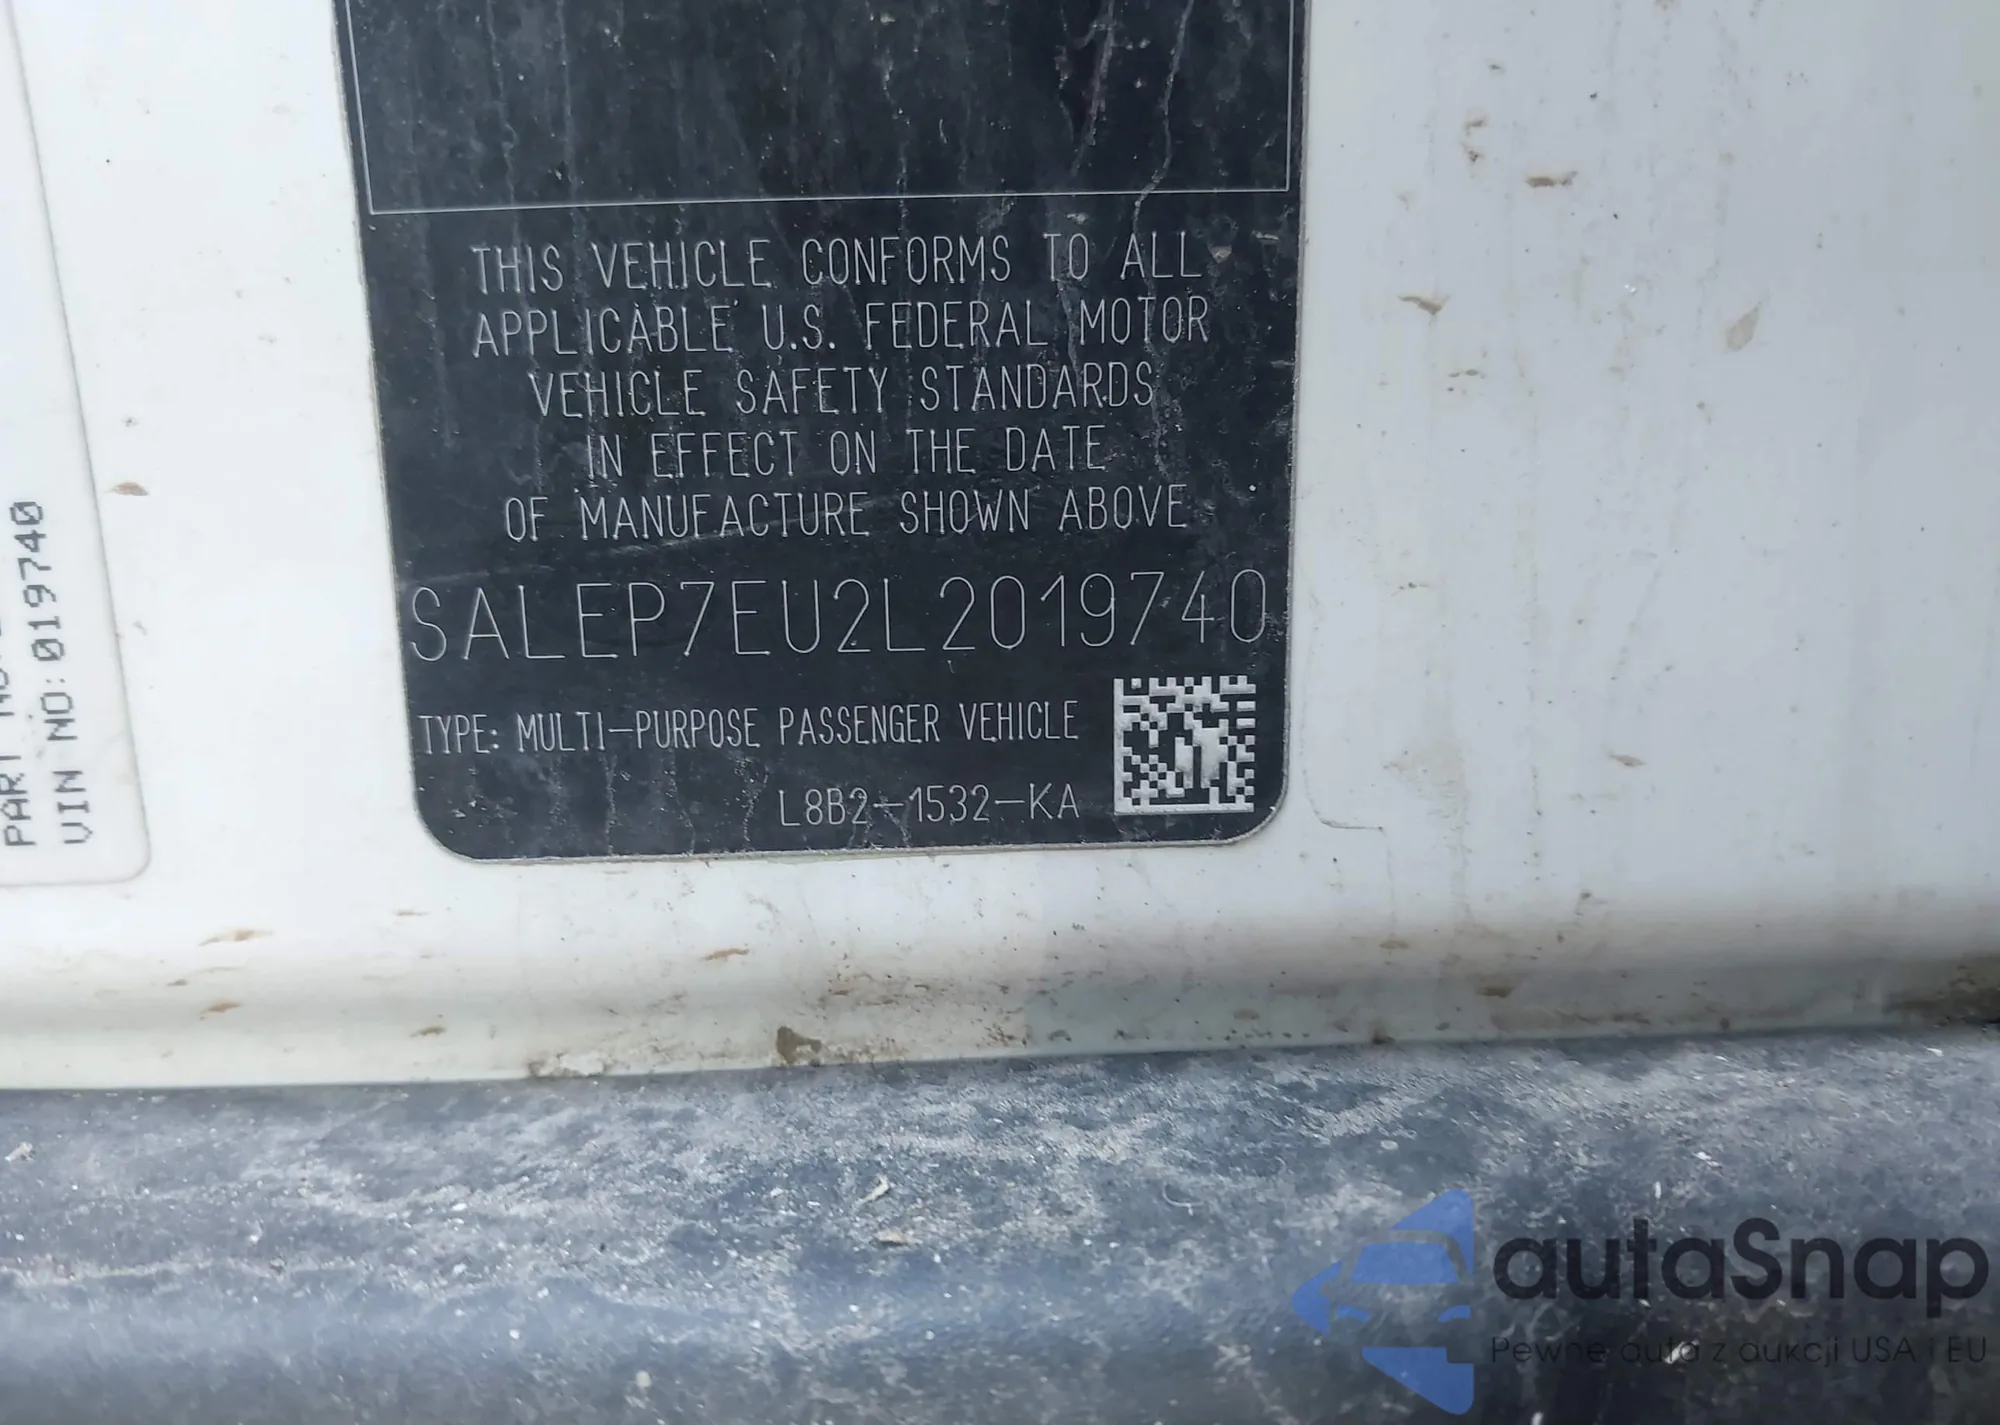 THIS VEHICLE CONFORMS TO ALL
APPLICABLE U.S. FEDERAL MOTOR
VEHICLE SAFETY STANDARDS
IN EFFECT ON THE DATE
OF MANUFACTURE SHOWN ABOVE
SALEP7EU2L2019740
TYPE: MULTI-PURPOSE PASSENGER VEHICLE
L8B2-1532-KA
PART
VIN NO:019740
autaSnap
Pewne auta z aukcji USA i EU